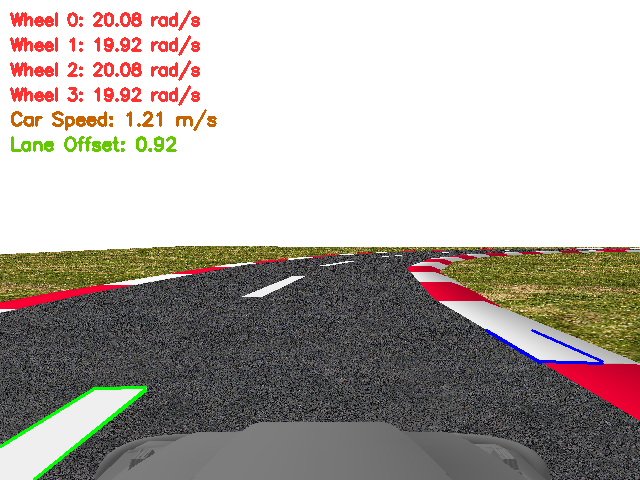 Wheel 0: 20.08 rad/s
Wheel 1: 19.92 rad/s
Wheel 2: 20.08 rad/s
Wheel 3: 19.92 rad/s
Car Speed: 1.21 m/s
Lane Offset: 0.92